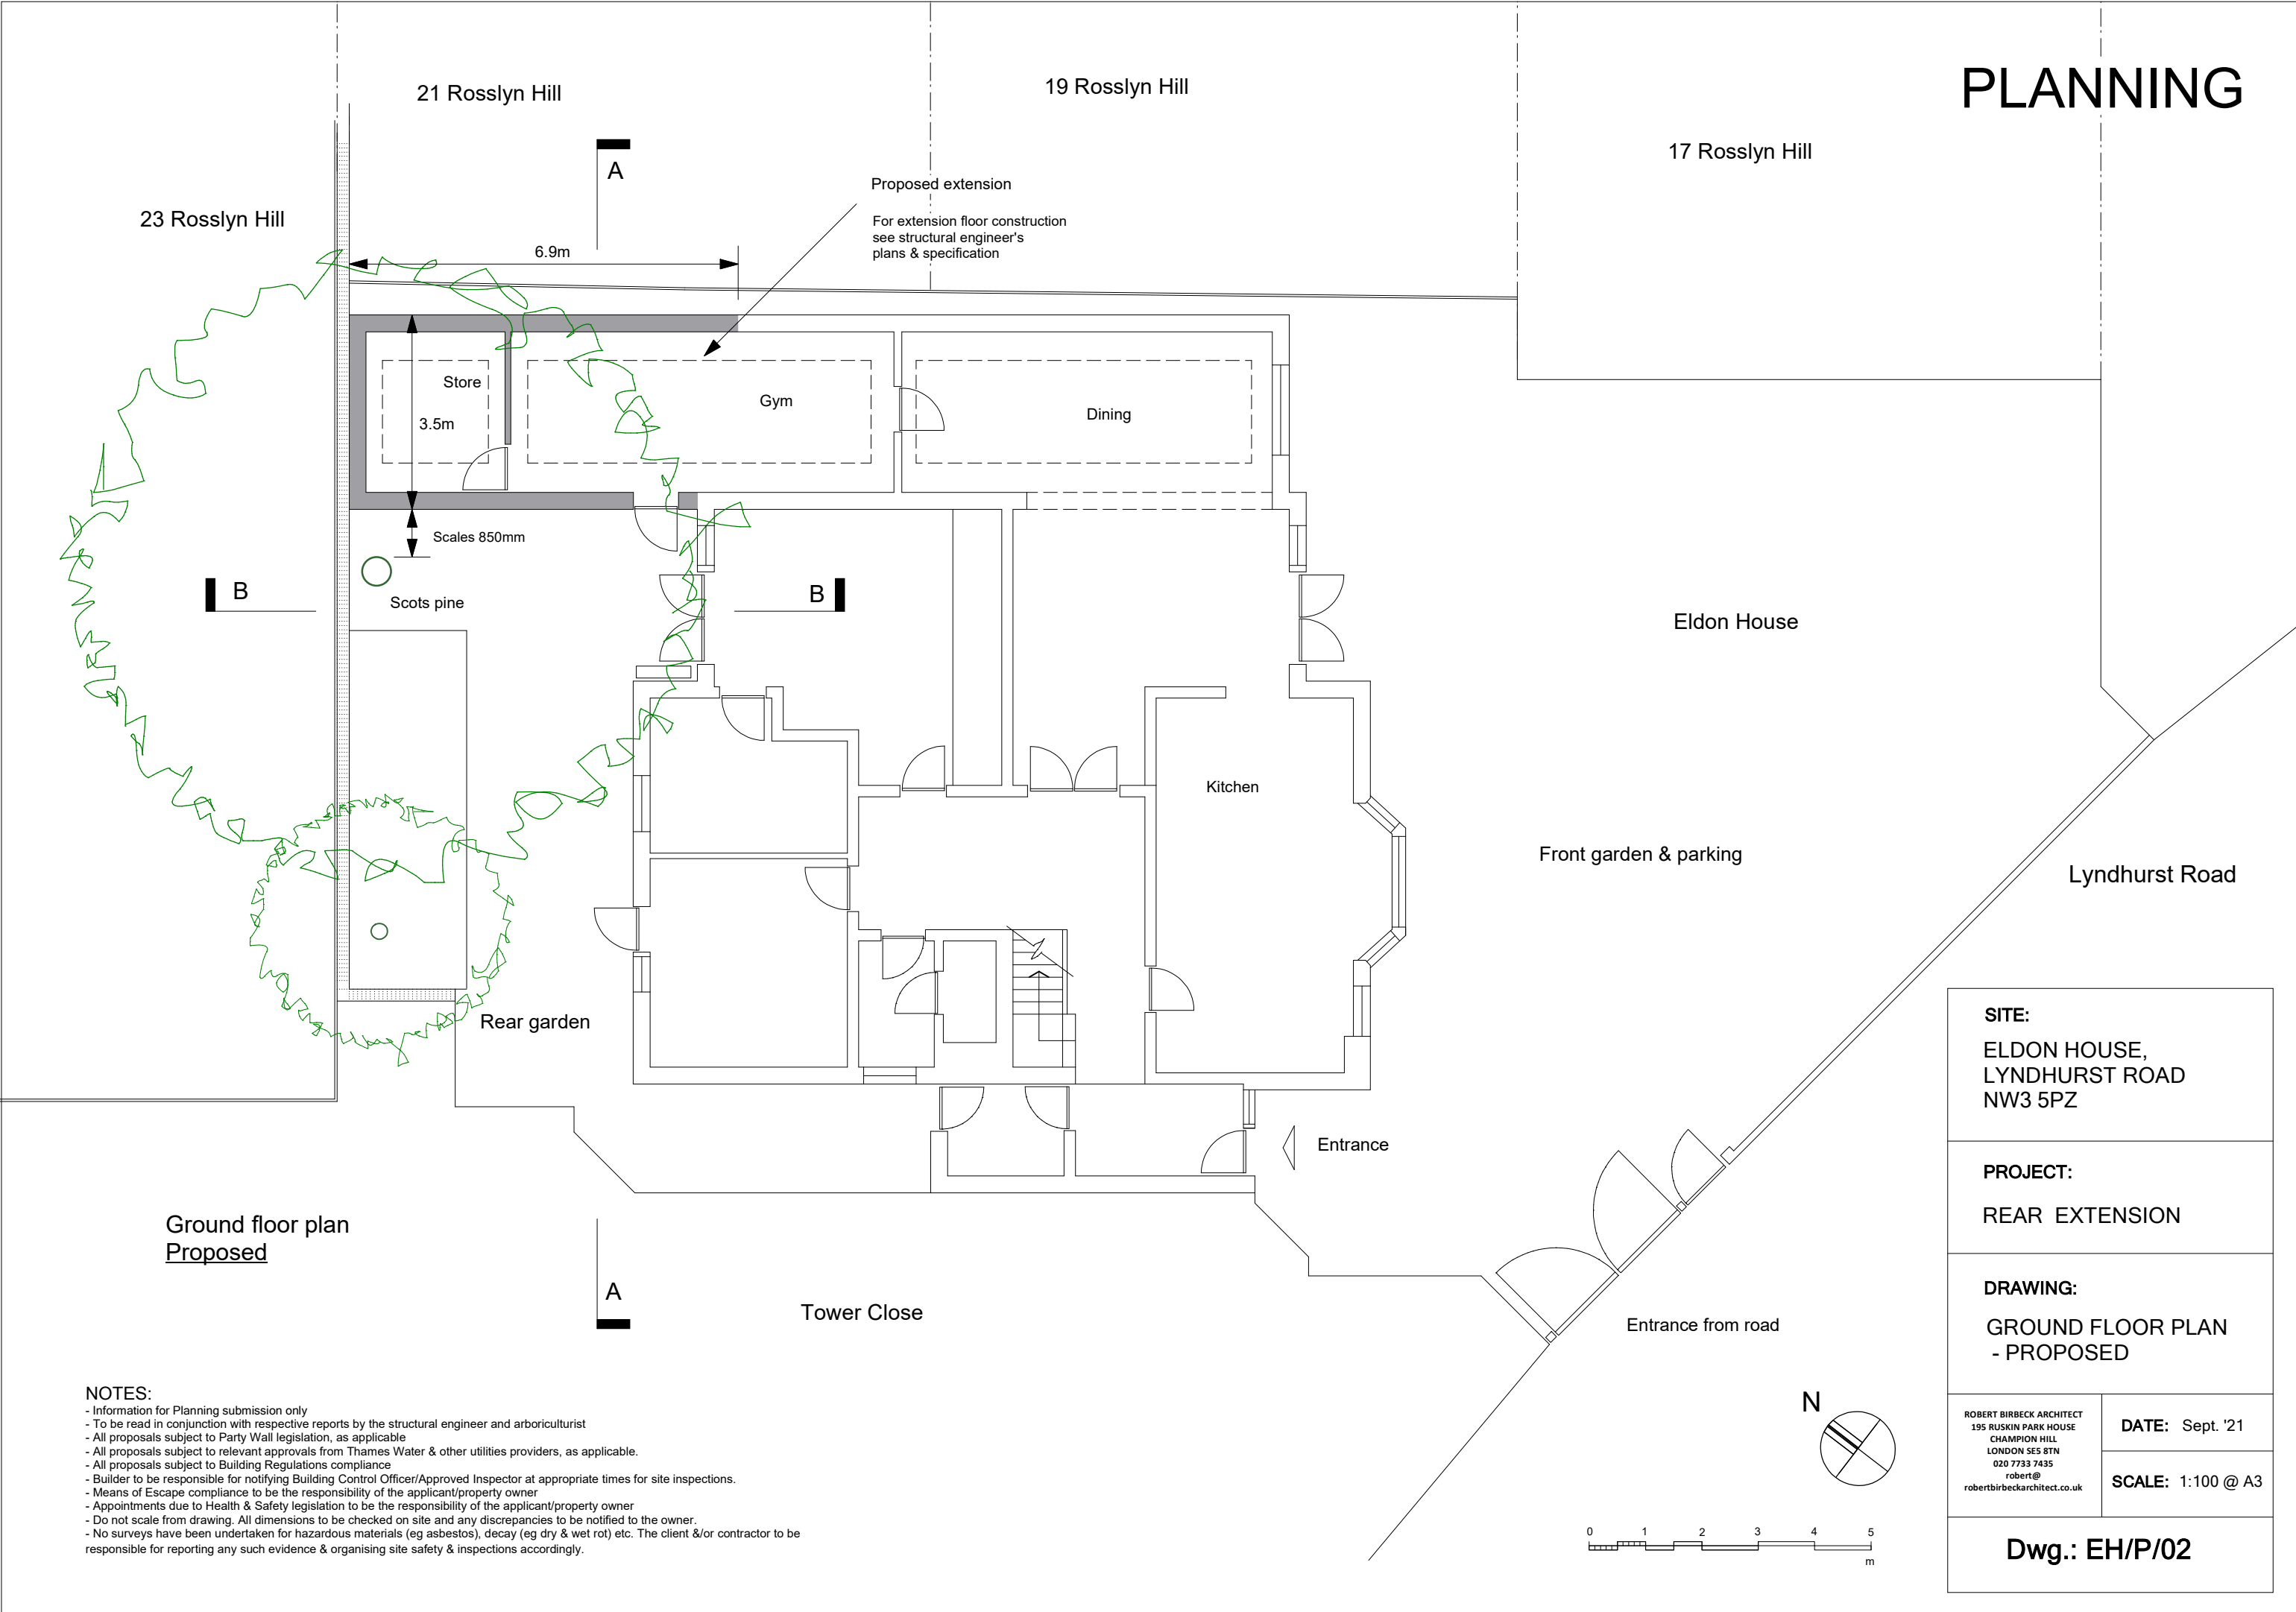 PLANNING
21 Rosslyn Hill
19 Rosslyn Hill
17 Rosslyn Hill
23 Rosslyn Hill
A
Proposed extension
For extension floor construction
see structural engineer's
plans & specification
6.9m
Store
Gym
Dining
3.5m
Scales 850mm
Scots pine
B
B
Eldon House
Kitchen
Front garden & parking
Lyndhurst Road
Rear garden
Entrance
Ground floor plan
Proposed
A
Tower Close
Entrance from road
NOTES:
- Information for Planning submission only
- To be read in conjunction with respective reports by the structural engineer and arboriculturist
- All proposals subject to Party Wall legislation, as applicable
- All proposals subject to relevant approvals from Thames Water & other utilities providers, as applicable.
- All proposals subject to Building Regulations compliance
- Builder to be responsible for notifying Building Control Officer/Approved Inspector at appropriate times for site inspections.
- Means of Escape compliance to be the responsibility of the applicant/property owner
- Appointments due to Health & Safety legislation to be the responsibility of the applicant/property owner
- Do not scale from drawing. All dimensions to be checked on site and any discrepancies to be notified to the owner.
- No surveys have been undertaken for hazardous materials (eg asbestos), decay (eg dry & wet rot) etc. The client &/or contractor to be
responsible for reporting any such evidence & organising site safety & inspections accordingly.
N
0 1 2 3 4 5
m
SITE:
ELDON HOUSE,
LYNDHURST ROAD
NW3 5PZ
PROJECT:
REAR EXTENSION
DRAWING:
GROUND FLOOR PLAN
- PROPOSED
ROBERT BIRBECK ARCHITECT
195 RUSKIN PARK HOUSE
CHAMPION HILL
LONDON SE5 8TN
020 7733 7435
robert@
robertbirbeckarchitect.co.uk
DATE: Sept. '21
SCALE: 1:100 @ A3
Dwg.: EH/P/02